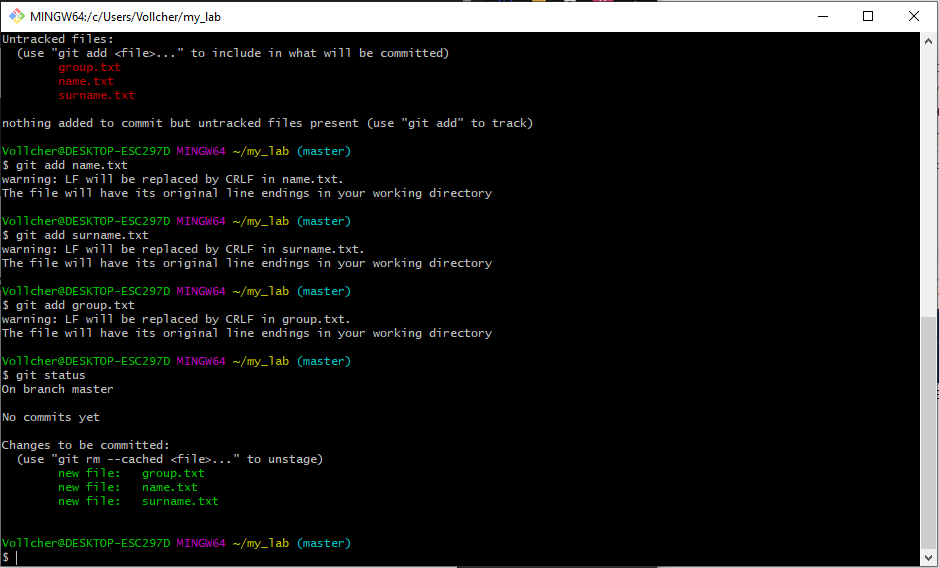 MINGW64:/c/Users/Vollcher/my_lab
Untracked files:
  (use "git add <file>..." to include in what will be committed)
        group.txt
        name.txt
        surname.txt

nothing added to commit but untracked files present (use "git add" to track)

Vollcher@DESKTOP-ESC297D MINGW64 ~/my_lab (master)
$ git add name.txt
warning: LF will be replaced by CRLF in name.txt.
The file will have its original line endings in your working directory

Vollcher@DESKTOP-ESC297D MINGW64 ~/my_lab (master)
$ git add surname.txt
warning: LF will be replaced by CRLF in surname.txt.
The file will have its original line endings in your working directory

Vollcher@DESKTOP-ESC297D MINGW64 ~/my_lab (master)
$ git add group.txt
warning: LF will be replaced by CRLF in group.txt.
The file will have its original line endings in your working directory

Vollcher@DESKTOP-ESC297D MINGW64 ~/my_lab (master)
$ git status
On branch master

No commits yet

Changes to be committed:
  (use "git rm --cached <file>..." to unstage)
        new file:   group.txt
        new file:   name.txt
        new file:   surname.txt


Vollcher@DESKTOP-ESC297D MINGW64 ~/my_lab (master)
$